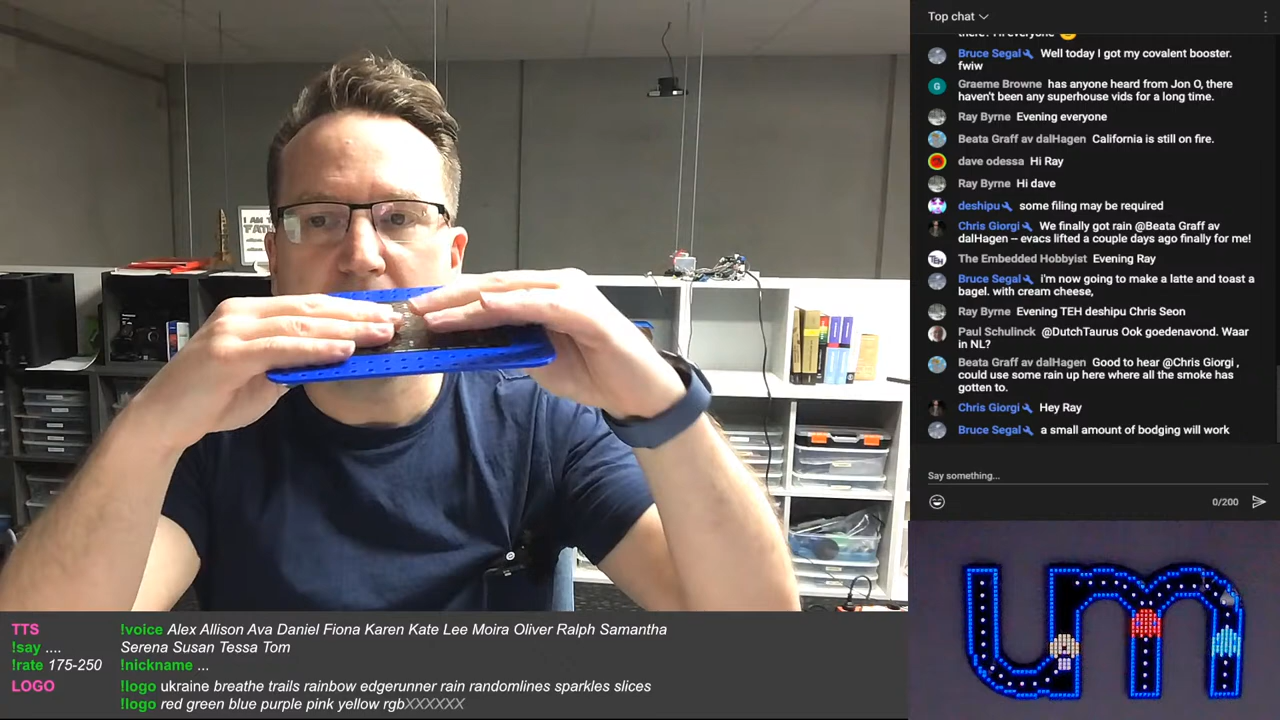 I AM T
FATH
Top chat
there? Hi everyone
Bruce Segal Well today I got my covalent booster.
fwiw
Graeme Browne has anyone heard from Jon O, there
haven't been any superhouse vids for a long time.
Ray Byrne Evening everyone
Beata Graff av dalHagen California is still on fire.
dave odessa Hi Ray
Ray Byrne Hi dave
deshipu some filing may be required
Chris Giorgi We finally got rain @Beata Graff av
dalHagen -- evacs lifted a couple days ago finally for me!
TEH The Embedded Hobbyist Evening Ray
Bruce Segal i'm now going to make a latte and toast a
bagel. with cream cheese,
Ray Byrne Evening TEH deshipu Chris Seon
Paul Schulinck @DutchTaurus Ook goedenavond. Waar
in NL?
Beata Graff av dalHagen Good to hear @Chris Giorgi ,
could use some rain up here where all the smoke has
gotten to.
Chris Giorgi Hey Ray
Bruce Segal a small amount of bodging will work
Say something...
0/200
um
TTS !voice Alex Allison Ava Daniel Fiona Karen Kate Lee Moira Oliver Ralph Samantha
!say .... Serena Susan Tessa Tom
!rate 175-250 !nickname ...
LOGO !logo ukraine breathe trails rainbow edgerunner rain randomlines sparkles slices
!logo red green blue purple pink yellow rgbXXXXXX